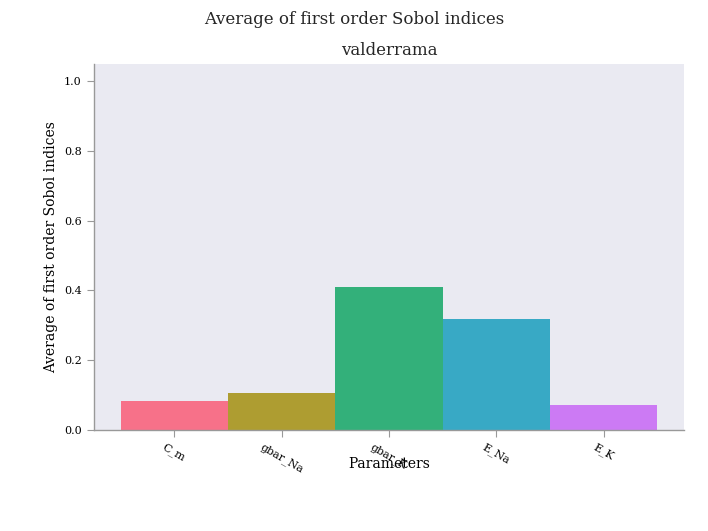 Average of first order Sobol indices
valderrama
Average of first order Sobol indices
1.0
0.8
0.6
0.4
0.2
0.0
C_m
gbar_Na
E_Na
E_K
Parameters